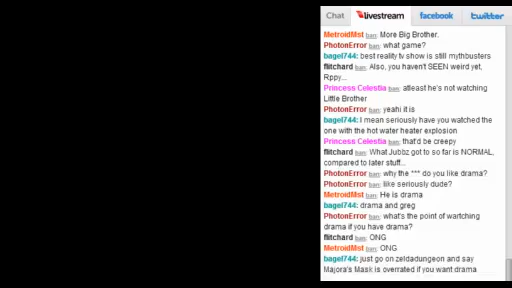 Chat livestream facebook twitter
MetroidMst ban: More Big Brother.
PhotonError ban: what game?
bagel744: best reality tv show is still mythbusters
flitchard ban: Also, you haven't SEEN weird yet,
Rppy...
Princess Celestia ban: atleast he's not watching
Little Brother
PhotonError ban: yeahi it is
bagel744: I mean seriously have you watched the
one with the hot water heater explosion
Princess Celestia ban: that'd be creepy
flitchard ban: What Jubbz got to so far is NORMAL,
compared to later stuff...
PhotonError ban: why the *** do you like drama?
PhotonError ban: like seriously dude?
MetroidMst ban: He is drama
bagel744: drama and greg
PhotonError ban: what's the point of wartching
drama if you have drama?
flitchard ban: ONG
MetroidMst ban: ONG.
bagel744: just go on zeldadungeon and say
Majora's Mask is overrated if you want drama